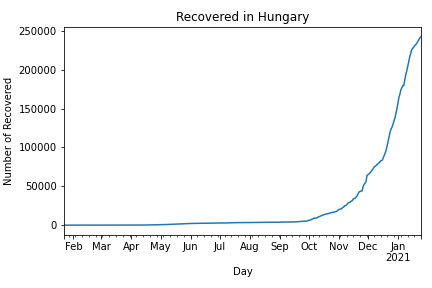 Recovered in Hungary
250000
200000
150000
100000
50000
0
Number of Recovered
Feb Mar Apr May Jun Jul Aug Sep Oct Nov Dec Jan
2021
Day